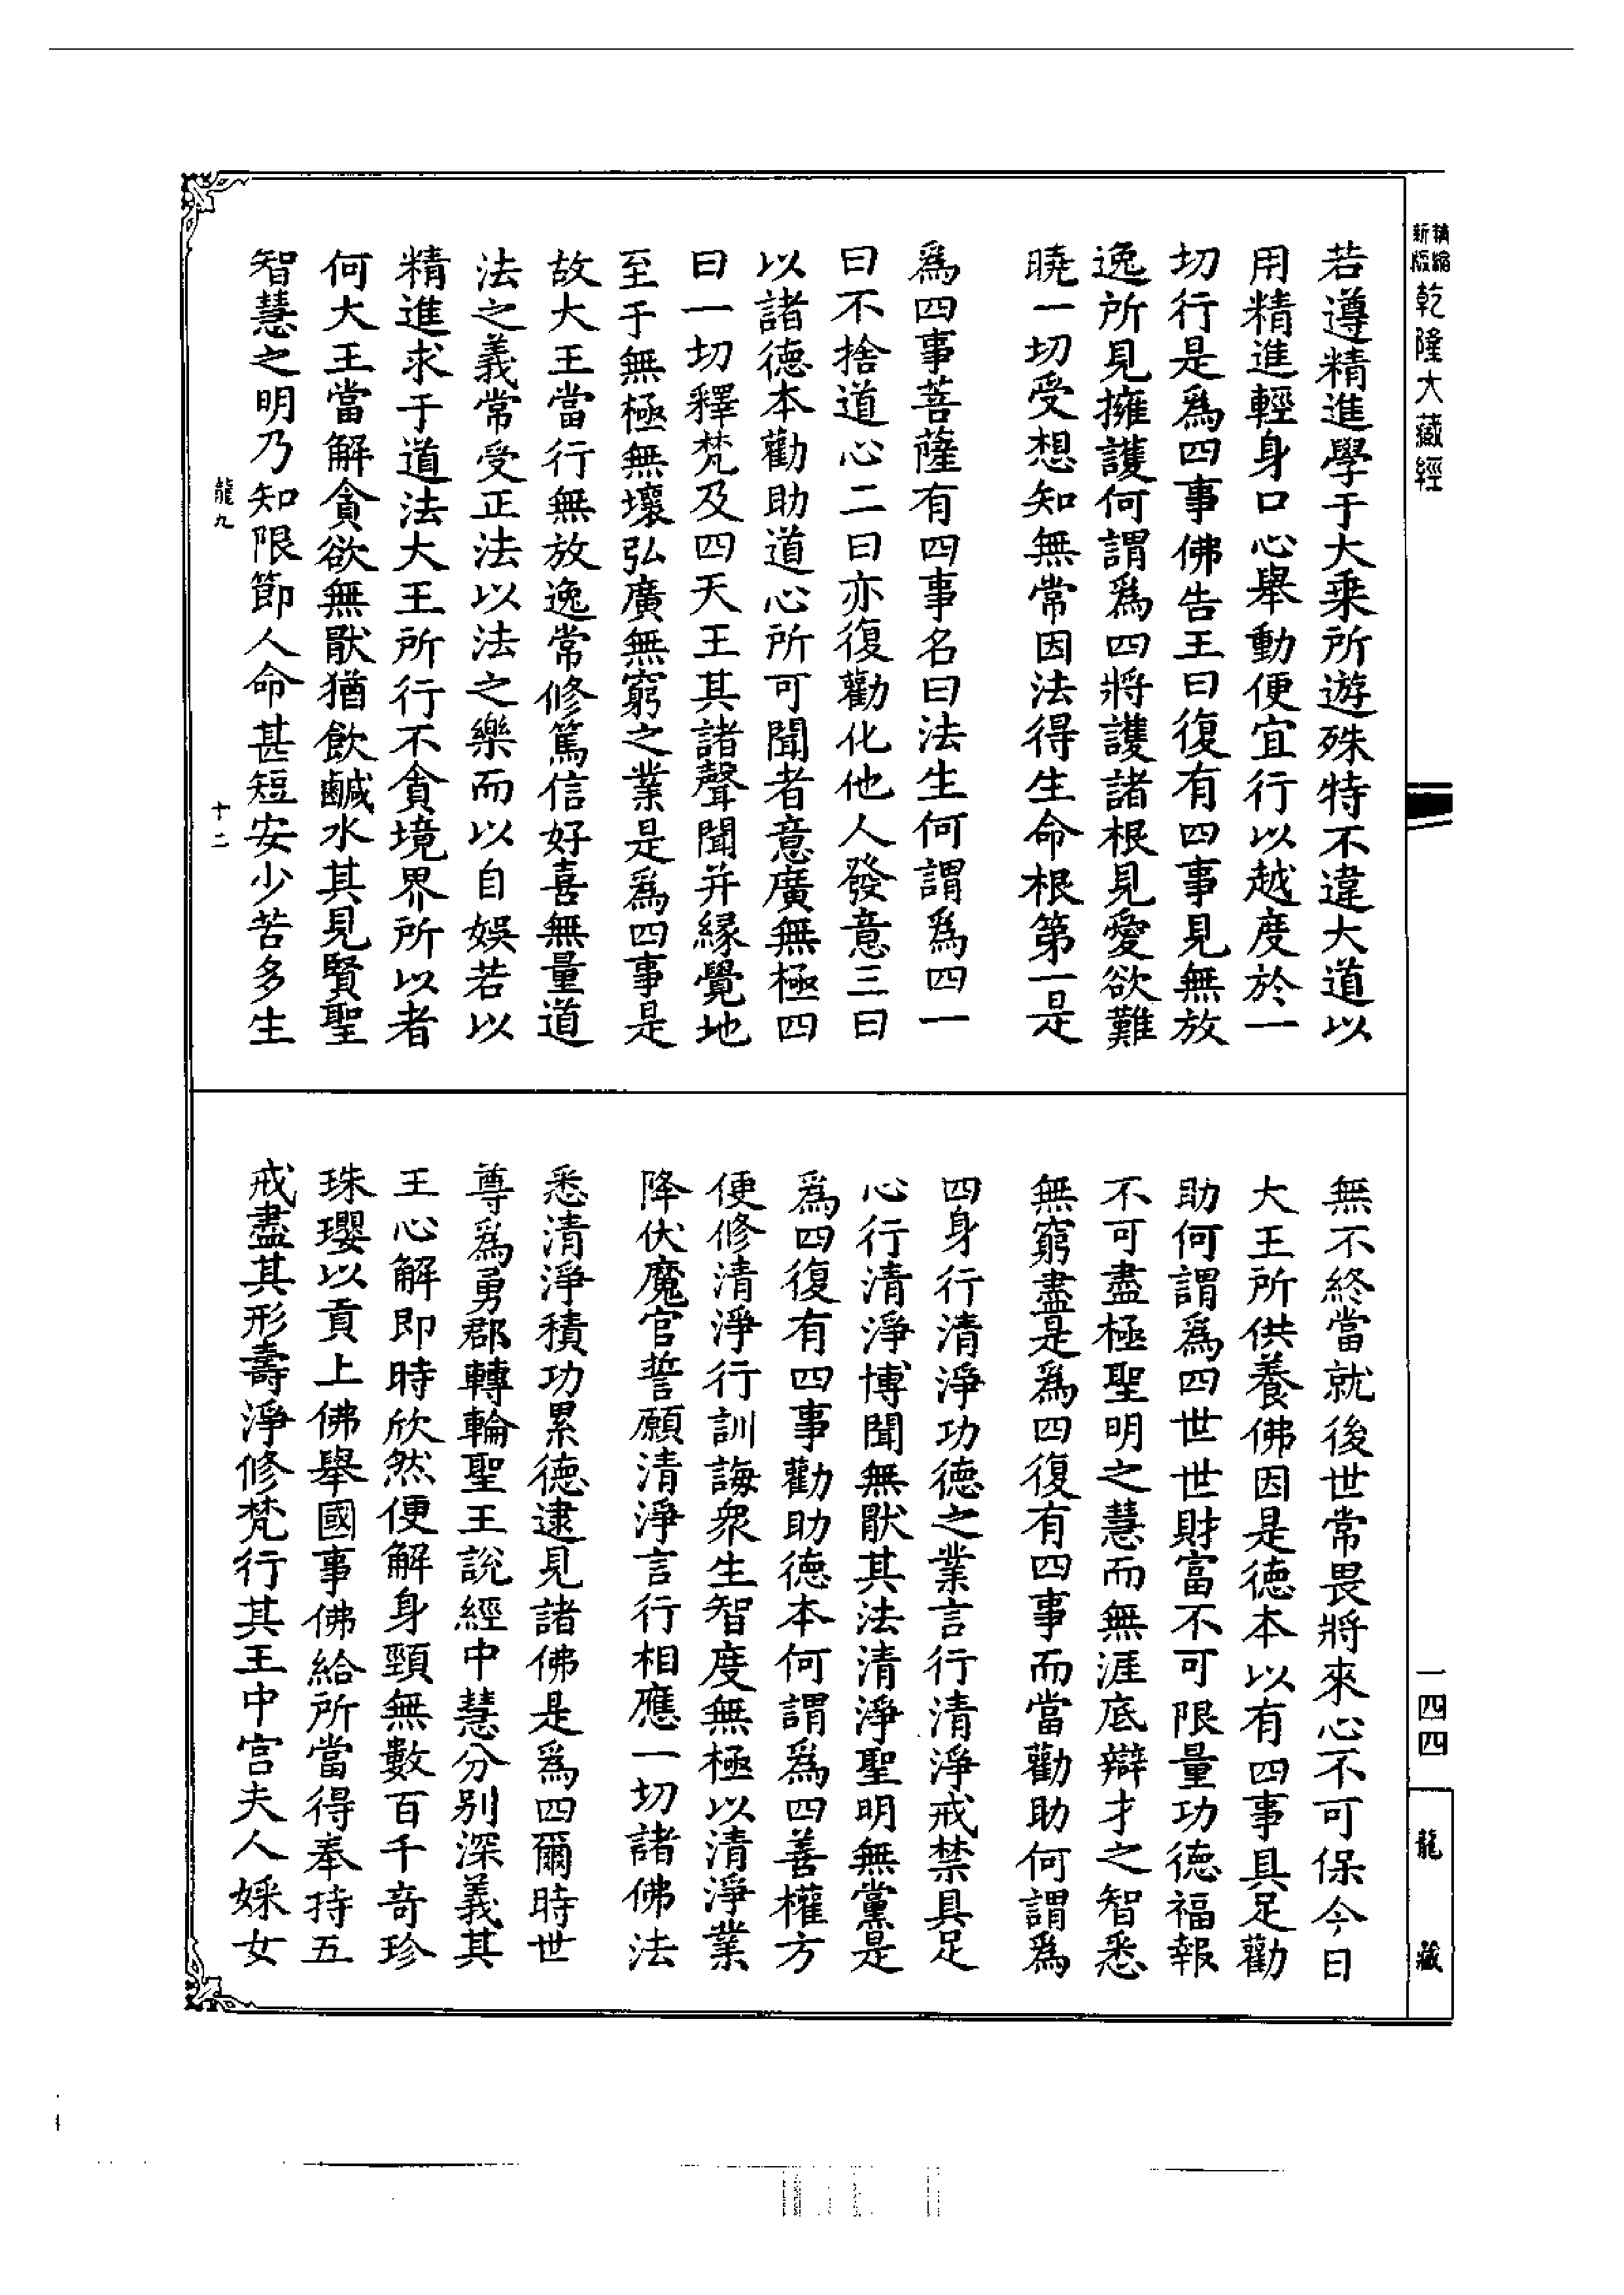 精縮新版乾隆大藏經
若遵精進學于大乘所遊殊特不違大道以
用精進輕身口心舉動便宜行以越度於一
切行是爲四事佛告王曰復有四事見無放
逸所見擁護何謂爲四將護諸根見愛欲難
曉一切受想知無常因法得生命根第一是
爲四事菩薩有四事名曰法生何謂爲四一
曰不捨道心二曰亦復勸化他人發意三曰
以諸德本勸助道心所可聞者意廣無極四
曰一切釋梵及四天王其諸聲聞并緣覺地
至于無極無壞弘廣無窮之業是爲四事是
故大王當行無放逸常修篤信好喜無量道
法之義常受正法以法之樂而以自娛若以
精進求于道法大王所行不貪境界所以者
何大王當解貪欲無猒猶飲鹹水其見賢聖
智慧之明乃知限節人命甚短安少苦多生
龍九
十二
無不終當就後世常畏將來心不可保今日
大王所供養佛因是德本以有四事具足勸
助何謂爲四世世財富不可限量功德福報
不可盡極聖明之慧而無涯底辯才之智悉
無窮盡是爲四復有四事而當勸助何謂爲
四身行清淨功德之業言行清淨戒禁具足
心行清淨博聞無猒其法清淨聖明無黨是
爲四復有四事勸助德本何謂爲四善權方
便修清淨行訓誨衆生智度無極以清淨業
降伏魔官誓願清淨言行相應一切諸佛法
悉清淨積功累德逮見諸佛是爲四爾時世
尊爲勇郡轉輪聖王說經中慧分別深義其
王心解即時欣然便解身頸無數百千奇珍
珠瓔以貢上佛舉國事佛給所當得奉持五
戒盡其形壽淨修梵行其王中宮夫人婇女
一四四
龍藏